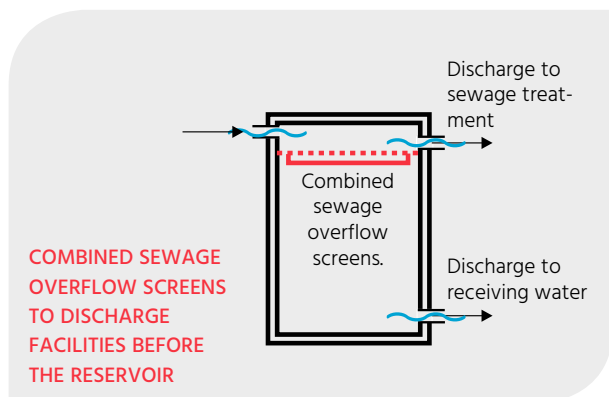 Discharge to
sewage treat-
ment
Combined
sewage
overflow
screens.
COMBINED SEWAGE
OVERFLOW SCREENS
TO DISCHARGE
FACILITIES BEFORE
THE RESERVOIR
Discharge to
receiving water